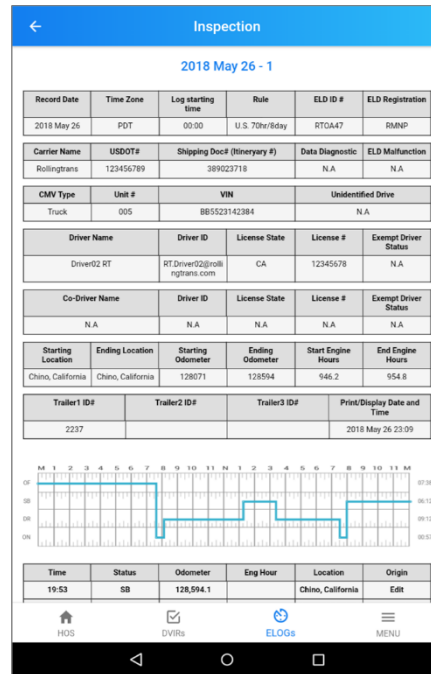 Inspection
2018 May 26 - 1
Record Date Time Zone Log starting time Rule ELD ID # ELD Registration
2018 May 26 PDT 00:00 U.S. 70hr/8day RTOA47 RMNP
Carrier Name USDOT# Shipping Doc# (Itineryary #) Data Diagnostic ELD Malfunction
Rollingtrans 123456789 389023718 N.A N.A
CMV Type Unit # VIN Unidentified Drive
Truck 005 BB5523142384 N.A
Driver Name Driver ID License State License # Exempt Driver Status
Driver02 RT RT.Driver02@rollingtrans.com CA 12345678 N.A
Co-Driver Name Driver ID License State License # Exempt Driver Status
N.A N.A N.A N.A N.A
Starting Location Ending Location Starting Odometer Ending Odometer Start Engine Hours End Engine Hours
Chino, California Chino, California 128071 128594 946.2 954.8
Trailer1 ID# Trailer2 ID# Trailer3 ID# Print/Display Date and Time
2237 2018 May 26 23:09
M 1 2 3 4 5 6 7 8 9 10 11 N 1 2 3 4 5 6 7 8 9 10 11 M
OF
SB
DR
ON
Time Status Odometer Eng Hour Location Origin
19:53 SB 128,594.1 Chino, California Edit
HOS DVIRs ELOGs MENU